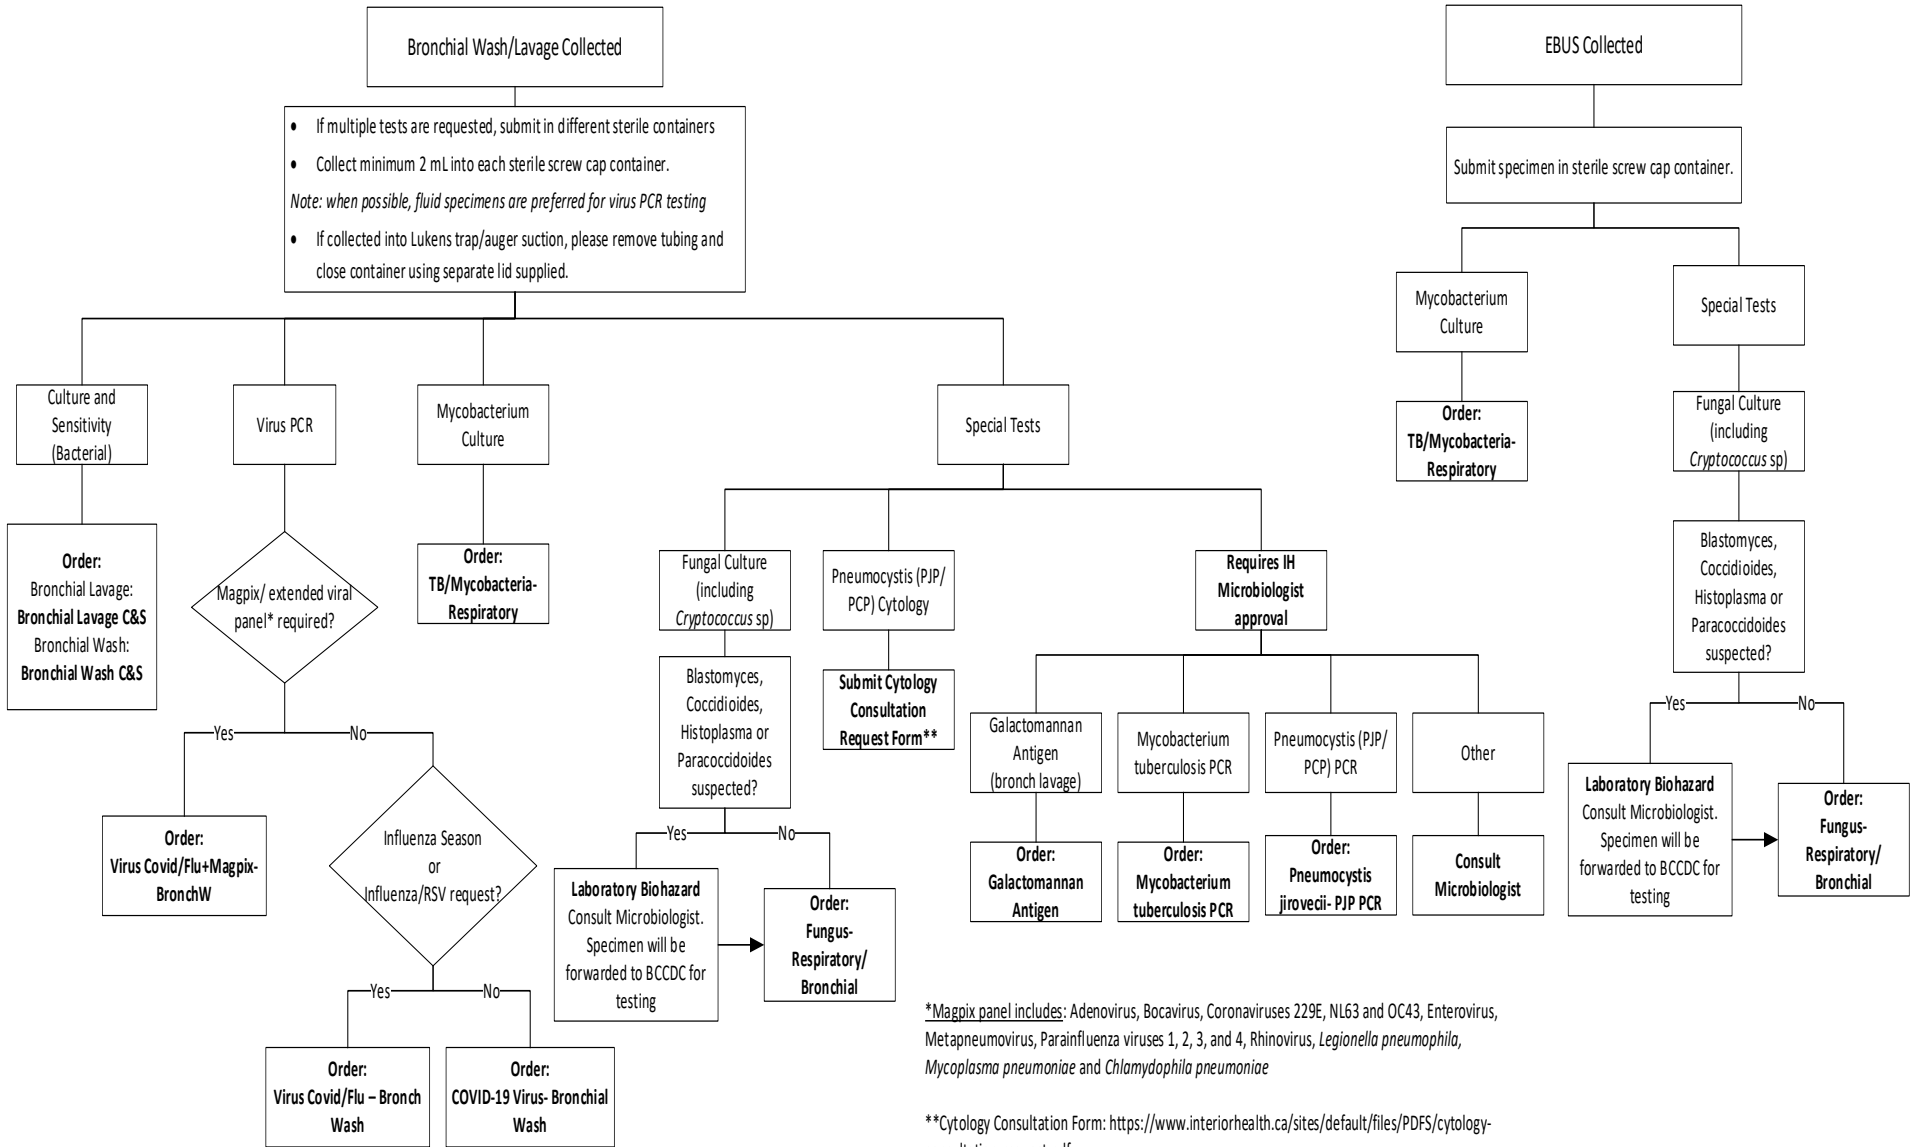 Bronchial Wash/Lavage Collected
• If multiple tests are requested, submit in different sterile containers
• Collect minimum 2 mL into each sterile screw cap container.
Note: when possible, fluid specimens are preferred for virus PCR testing
• If collected into Lukens trap/auger suction, please remove tubing and
close container using separate lid supplied.
Culture and
Sensitivity
(Bacterial)
Order:
Bronchial Lavage:
Bronchial Lavage C&S
Bronchial Wash:
Bronchial Wash C&S
Virus PCR
Magpix/ extended viral
panel* required?
Yes
No
Order:
Virus Covid/Flu+Magpix-
BronchW
Influenza Season
or
Influenza/RSV request?
Yes
No
Order:
Virus Covid/Flu – Bronch
Wash
Order:
COVID-19 Virus- Bronchial
Wash
Mycobacterium
Culture
Order:
TB/Mycobacteria-
Respiratory
Special Tests
Fungal Culture
(including
Cryptococcus sp)
Blastomyces,
Coccidioides,
Histoplasma or
Paracoccidoides
suspected?
Yes
No
Laboratory Biohazard
Consult Microbiologist.
Specimen will be
forwarded to BCCDC for
testing
Order:
Fungus-
Respiratory/
Bronchial
Pneumocystis (PJP/
PCP) Cytology
Submit Cytology
Consultation
Request Form**
Requires IH
Microbiologist
approval
Galactomannan
Antigen
(bronch lavage)
Order:
Galactomannan
Antigen
Mycobacterium
tuberculosis PCR
Order:
Mycobacterium
tuberculosis PCR
Pneumocystis (PJP/
PCP) PCR
Order:
Pneumocystis
jirovecii- PJP PCR
Other
Consult
Microbiologist
EBUS Collected
Submit specimen in sterile screw cap container.
Mycobacterium
Culture
Order:
TB/Mycobacteria-
Respiratory
Special Tests
Fungal Culture
(including
Cryptococcus sp)
Blastomyces,
Coccidioides,
Histoplasma or
Paracoccidoides
suspected?
Yes
No
Laboratory Biohazard
Consult Microbiologist.
Specimen will be
forwarded to BCCDC for
testing
Order:
Fungus-
Respiratory/
Bronchial
*Magpix panel includes: Adenovirus, Bocavirus, Coronaviruses 229E, NL63 and OC43, Enterovirus,
Metapneumovirus, Parainfluenza viruses 1, 2, 3, and 4, Rhinovirus, Legionella pneumophila,
Mycoplasma pneumoniae and Chlamydophila pneumoniae
**Cytology Consultation Form: https://www.interiorhealth.ca/sites/default/files/PDFS/cytology-